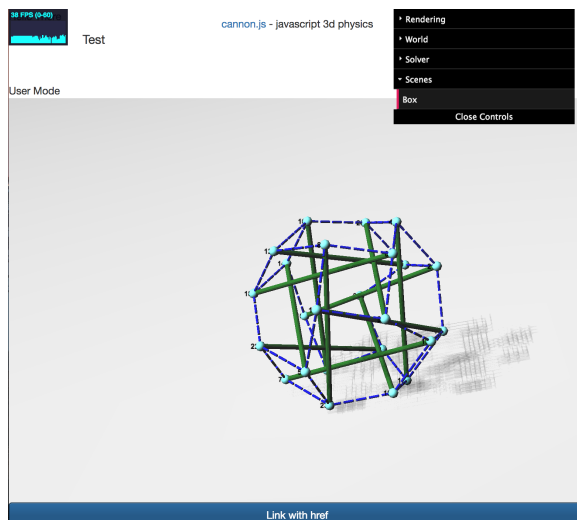 38 FPS (0-60)
cannon.js - javascript 3d physics
Test
User Mode
Rendering
World
Solver
Scenes
Box
Close Controls
Link with href